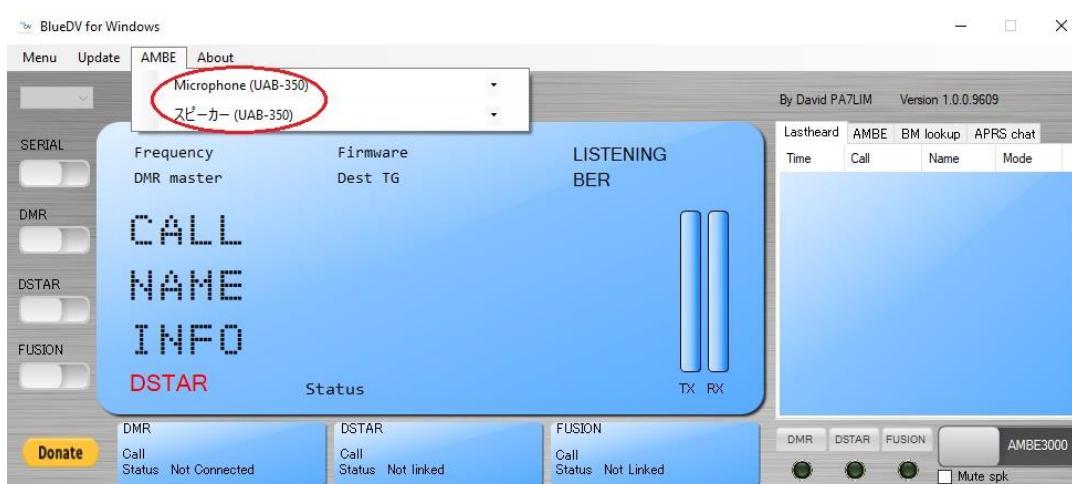 BlueDV for Windows
Menu Update AMBE About
Microphone (UAB-350)
スピーカー (UAB-350)
By David PA7LIM Version 1.0.0.9609
SERIAL
DMR
DSTAR
FUSION
Frequency Firmware LISTENING
DMR master Dest TG BER
CALL
NAME
INFO
DSTAR Status TX RX
Lastheard AMBE BM lookup APRS chat
Time Call Name Mode
Donate
DMR
Call
Status Not Connected
DSTAR
Call
Status Not linked
FUSION
Call
Status Not Linked
DMR DSTAR FUSION AMBE3000
Mute spk